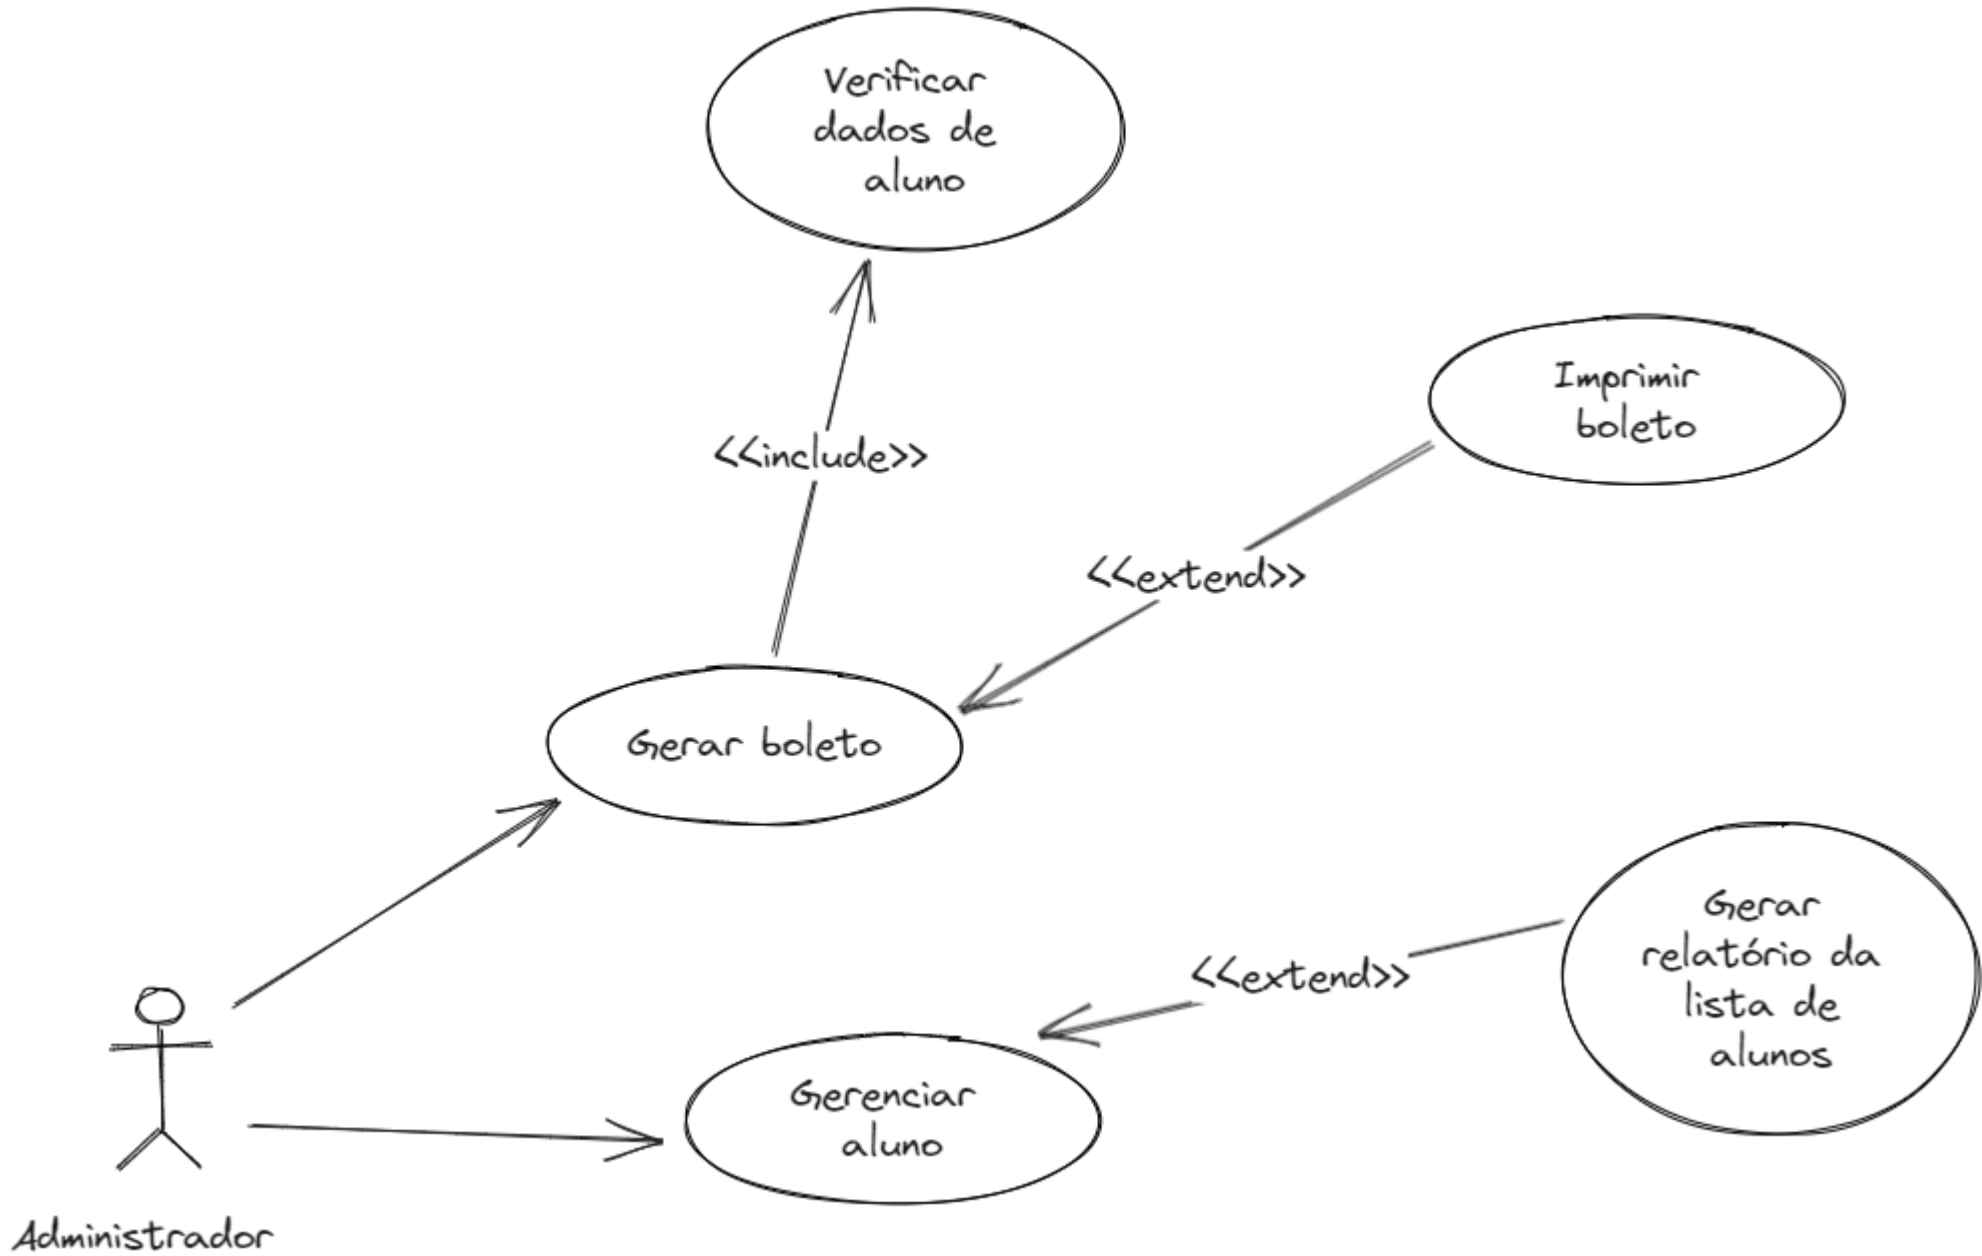 Verificar
dados de
aluno
Imprimir
boleto
<<include>>
<<extend>>
Gerar boleto
Gerar
relatório da
lista de
alunos
<<extend>>
Gerenciar
aluno
Administrador